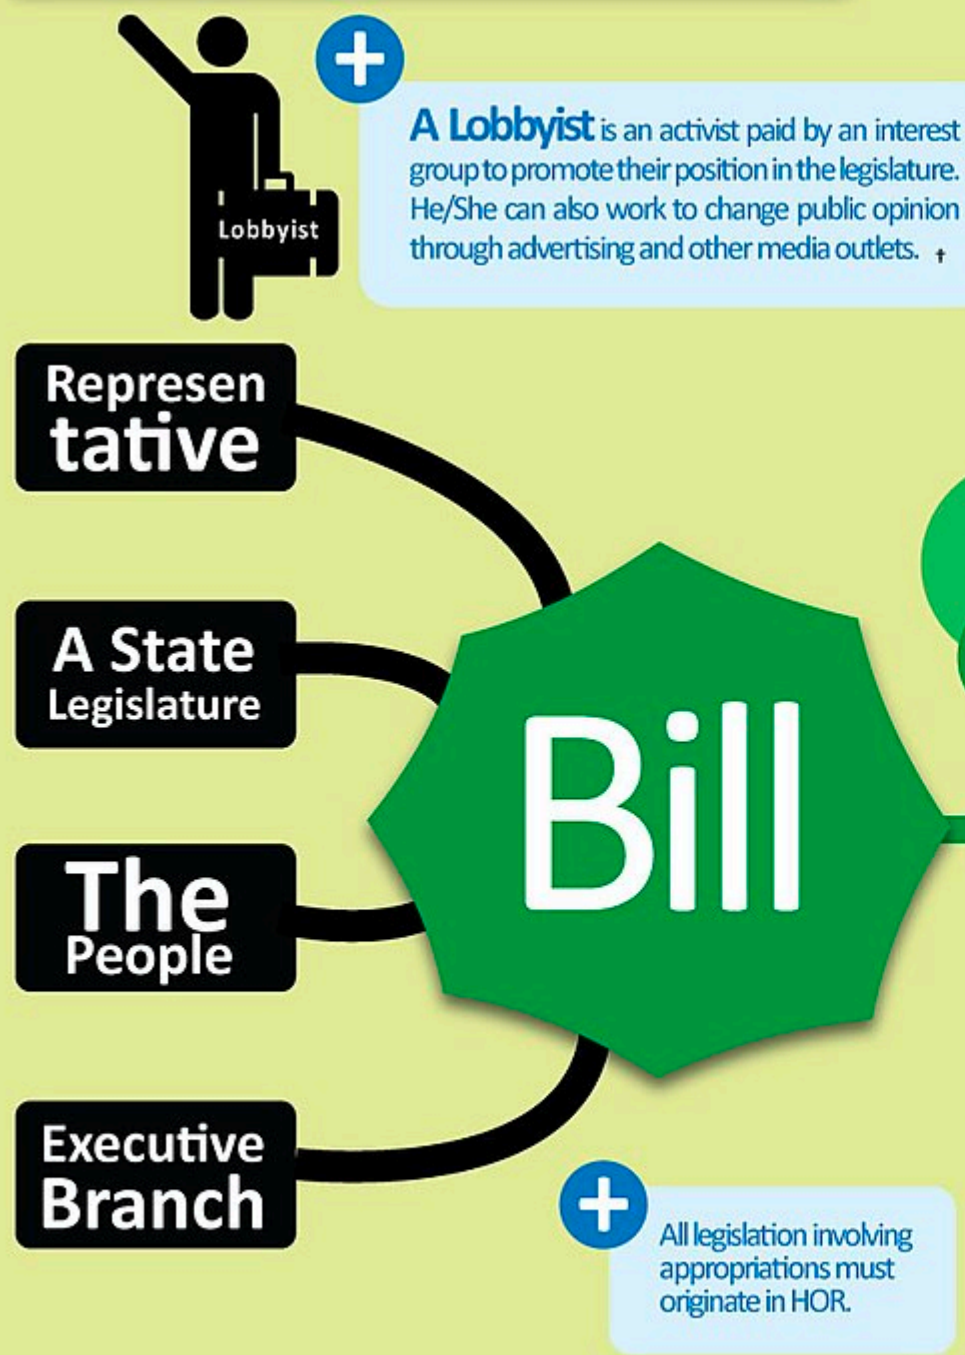 A Lobbyist is an activist paid by an interest
group to promote their position in the legislature.
He/She can also work to change public opinion
through advertising and other media outlets. †
Lobbyist
Represen
tative
A State
Legislature
The
People
Executive
Branch
Bill
All legislation involving
appropriations must
originate in HOR.